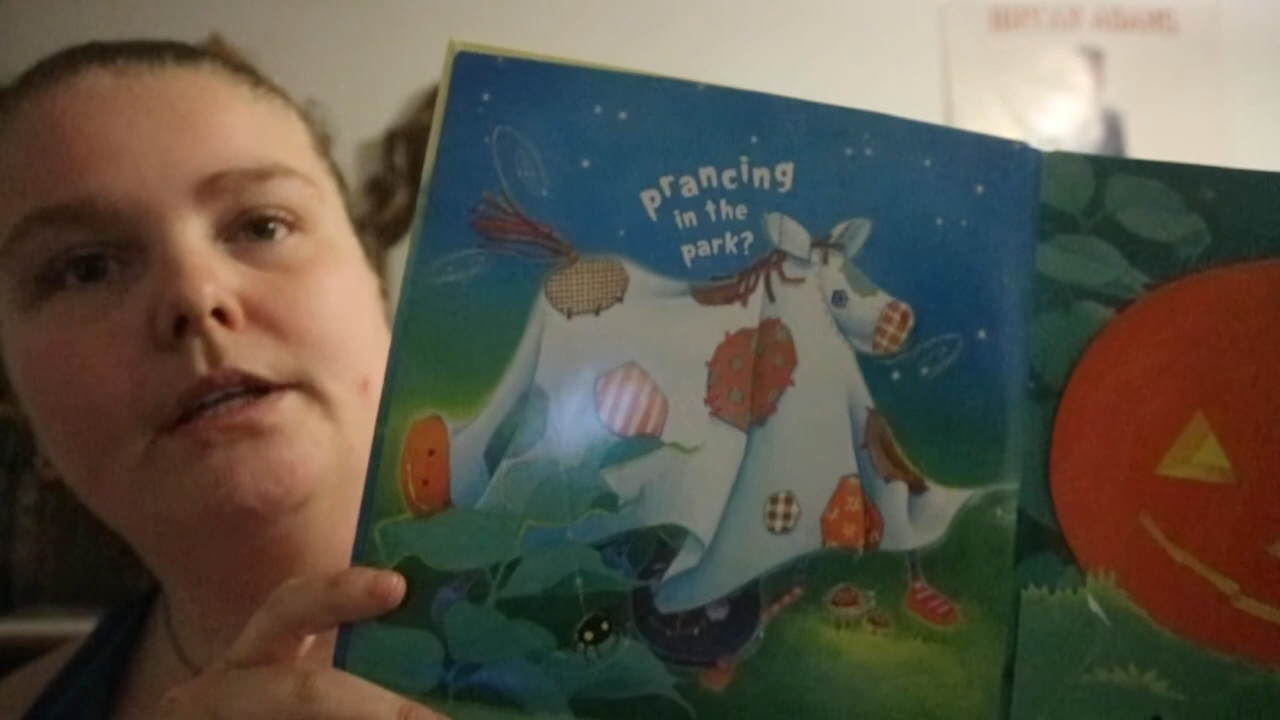 prancing
in the
park?